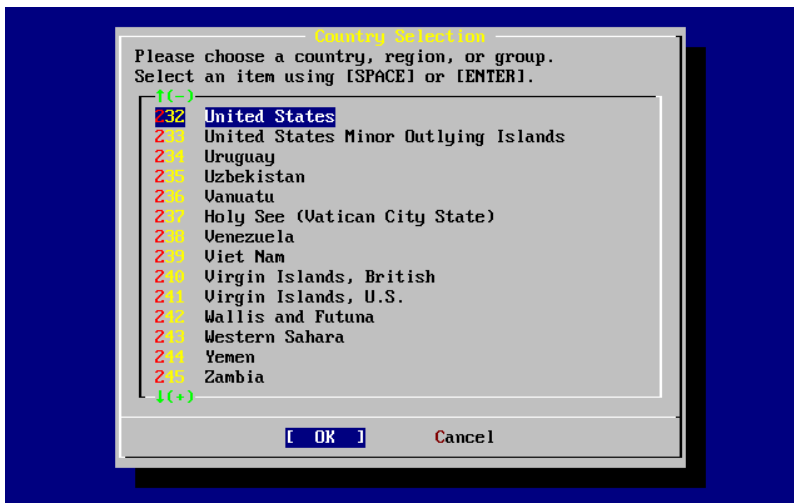 Country Selection
Please choose a country, region, or group.
Select an item using [SPACE] or [ENTER].
↑(-)
232 United States
233 United States Minor Outlying Islands
234 Uruguay
235 Uzbekistan
236 Vanuatu
237 Holy See (Vatican City State)
238 Venezuela
239 Viet Nam
240 Virgin Islands, British
241 Virgin Islands, U.S.
242 Wallis and Futuna
243 Western Sahara
244 Yemen
245 Zambia
↓(+)
[ OK ] Cancel